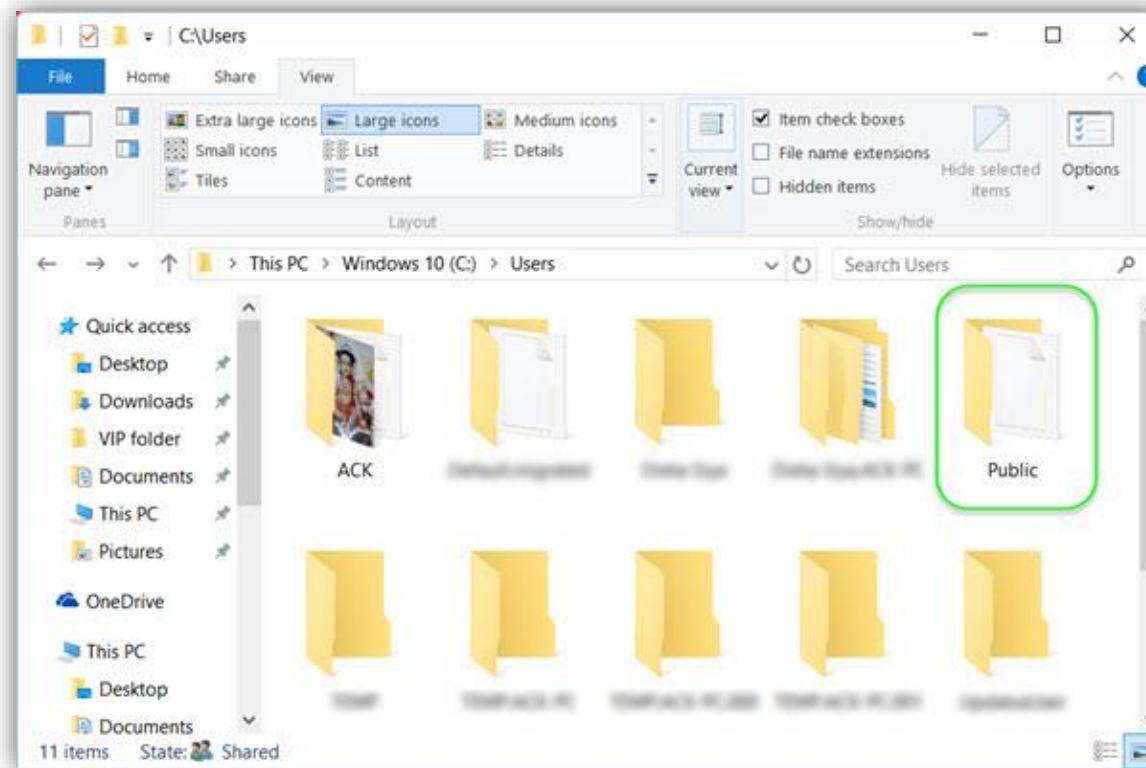 C:\Users
File Home Share View
Extra large icons Large icons Medium icons
Small icons List Details
Tiles Content
Navigation pane
Current view
Item check boxes
File name extensions
Hidden items
Hide selected items
Options
Panes Layout Show/hide
This PC > Windows 10 (C:) > Users
Search Users
Quick access
Desktop
Downloads
VIP folder
Documents
This PC
Pictures
OneDrive
This PC
Desktop
Documents
ACK
Public
11 items State: Shared